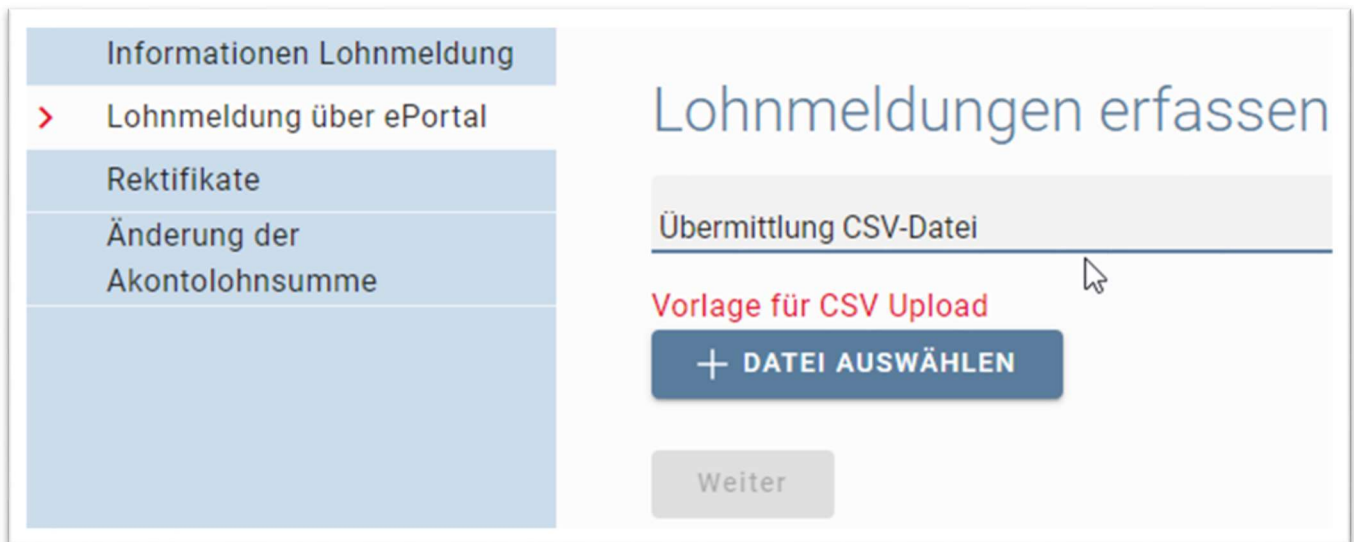 Informationen Lohnmeldung
Lohnmeldung über ePortal
Rektifikate
Änderung der
Akontolohnsumme
Lohnmeldungen erfassen
Übermittlung CSV-Datei
Vorlage für CSV Upload
+ DATEI AUSWÄHLEN
Weiter